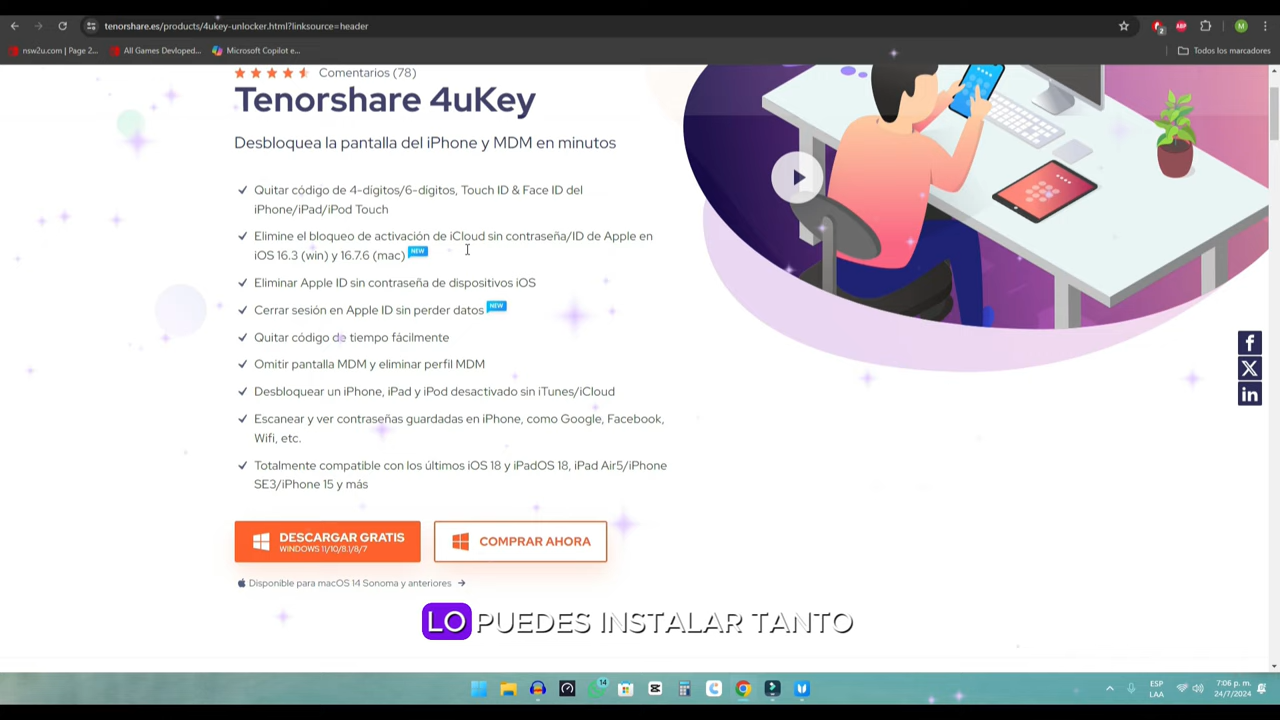 tenorshare.es/products/4ukey-unlocker.html?linksource=header
2
ABP
M
nsw2u.com | Page 2...
All Games Devloped...
Microsoft Copilot e...
Todos los marcadores
Comentarios (78)
Tenorshare 4uKey
Desbloquea la pantalla del iPhone y MDM en minutos
Quitar código de 4-dígitos/6-dígitos, Touch ID & Face ID del
iPhone/iPad/iPod Touch
Elimine el bloqueo de activación de iCloud sin contraseña/ID de Apple en
iOS 16.3 (win) y 16.7.6 (mac) NEW
Eliminar Apple ID sin contraseña de dispositivos iOS
Cerrar sesión en Apple ID sin perder datos NEW
Quitar código de tiempo fácilmente
Omitir pantalla MDM y eliminar perfil MDM
Desbloquear un iPhone, iPad y iPod desactivado sin iTunes/iCloud
Escanear y ver contraseñas guardadas en iPhone, como Google, Facebook,
Wifi, etc.
Totalmente compatible con los últimos iOS 18 y iPadOS 18, iPad Air5/iPhone
SE3/iPhone 15 y más
DESCARGAR GRATIS
WINDOWS 11/10/8.1/8/7
COMPRAR AHORA
Disponible para macOS 14 Sonoma y anteriores
LO PUEDES INSTALAR TANTO
14
ESP
LAA
7:06 p. m.
24/7/2024